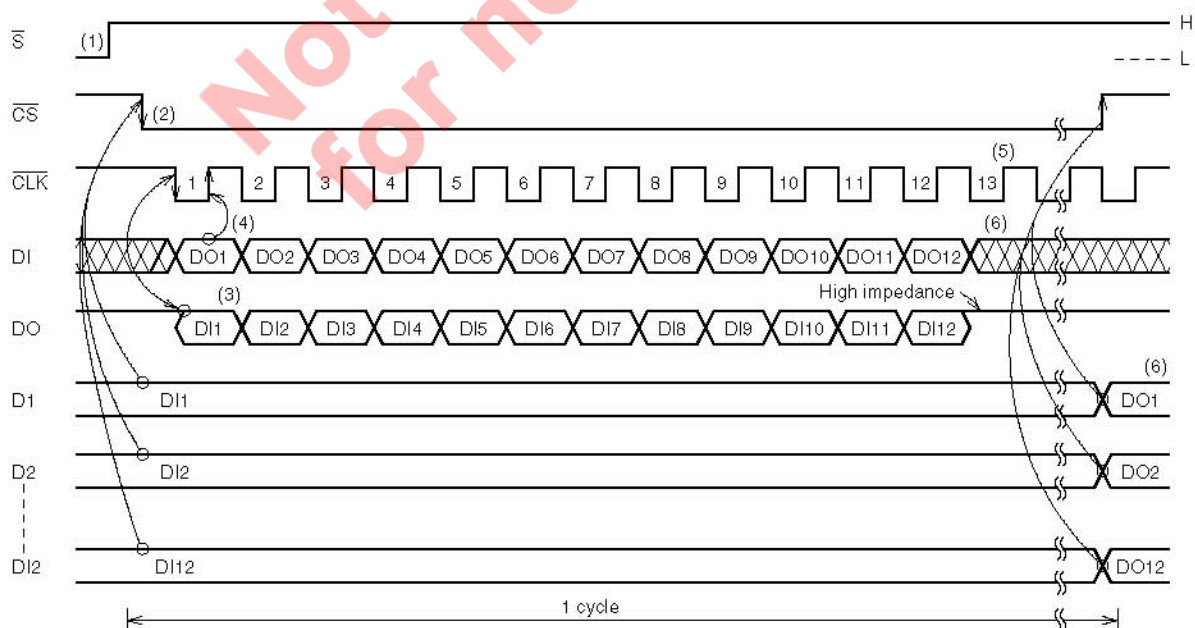 Not
for no
S (1) H
L
CS (2)
CLK 1 2 3 4 5 6 7 8 9 10 11 12 13 (5)
(4) (6)
DI DO1 DO2 DO3 DO4 DO5 DO6 DO7 DO8 DO9 DO10 DO11 DO12
(3) High impedance
DO DI1 DI2 DI3 DI4 DI5 DI6 DI7 DI8 DI9 DI10 DI11 DI12
(6)
D1 DI1 DO1
D2 DI2 DO2
DI2 DI12 DO12
1 cycle